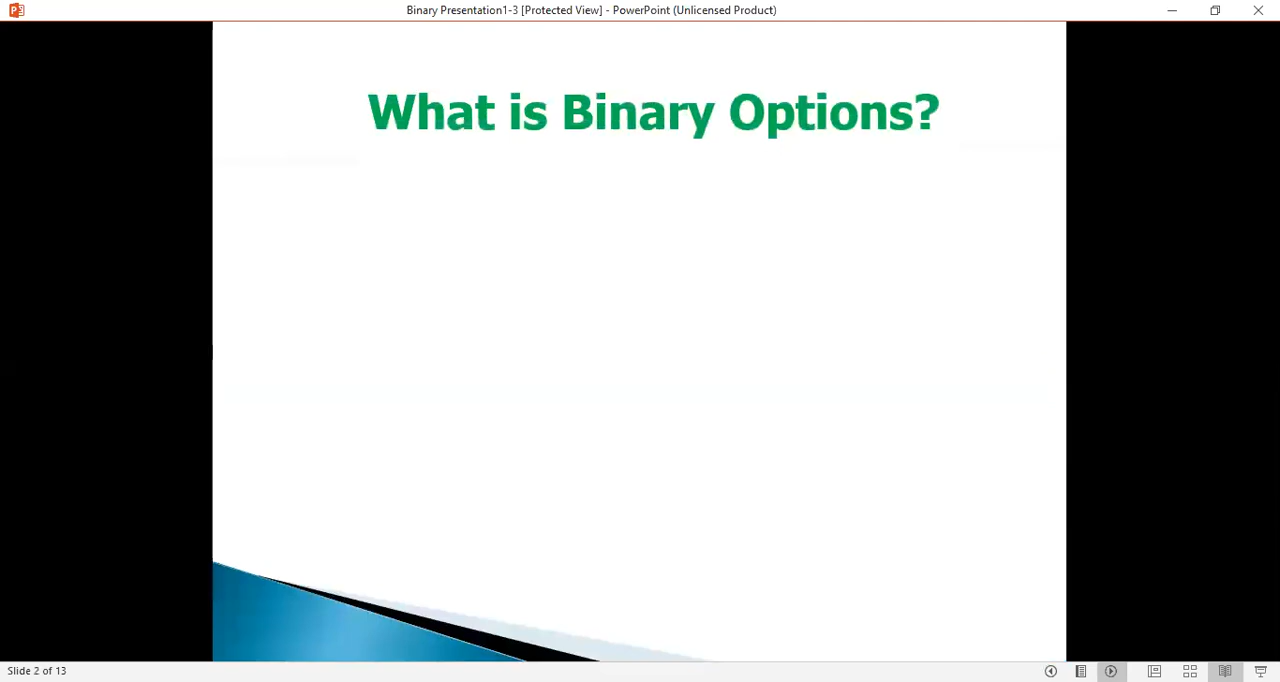 Binary Presentation1-3 [Protected View] - PowerPoint (Unlicensed Product)
What is Binary Options?
Slide 2 of 13